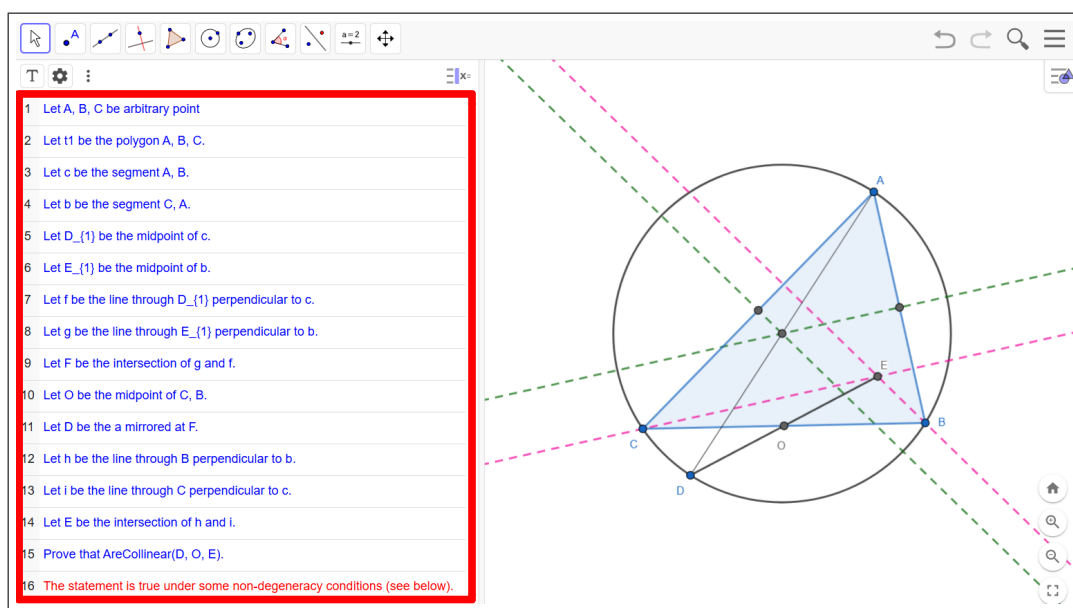 A
a=2
T
x=
1 Let A, B, C be arbitrary point
2 Let t1 be the polygon A, B, C.
3 Let c be the segment A, B.
4 Let b be the segment C, A.
5 Let D_{1} be the midpoint of c.
6 Let E_{1} be the midpoint of b.
7 Let f be the line through D_{1} perpendicular to c.
8 Let g be the line through E_{1} perpendicular to b.
9 Let F be the intersection of g and f.
10 Let O be the midpoint of C, B.
11 Let D be the a mirrored at F.
12 Let h be the line through B perpendicular to b.
13 Let i be the line through C perpendicular to c.
14 Let E be the intersection of h and i.
15 Prove that AreCollinear(D, O, E).
16 The statement is true under some non-degeneracy conditions (see below).
A
E
B
C
O
D